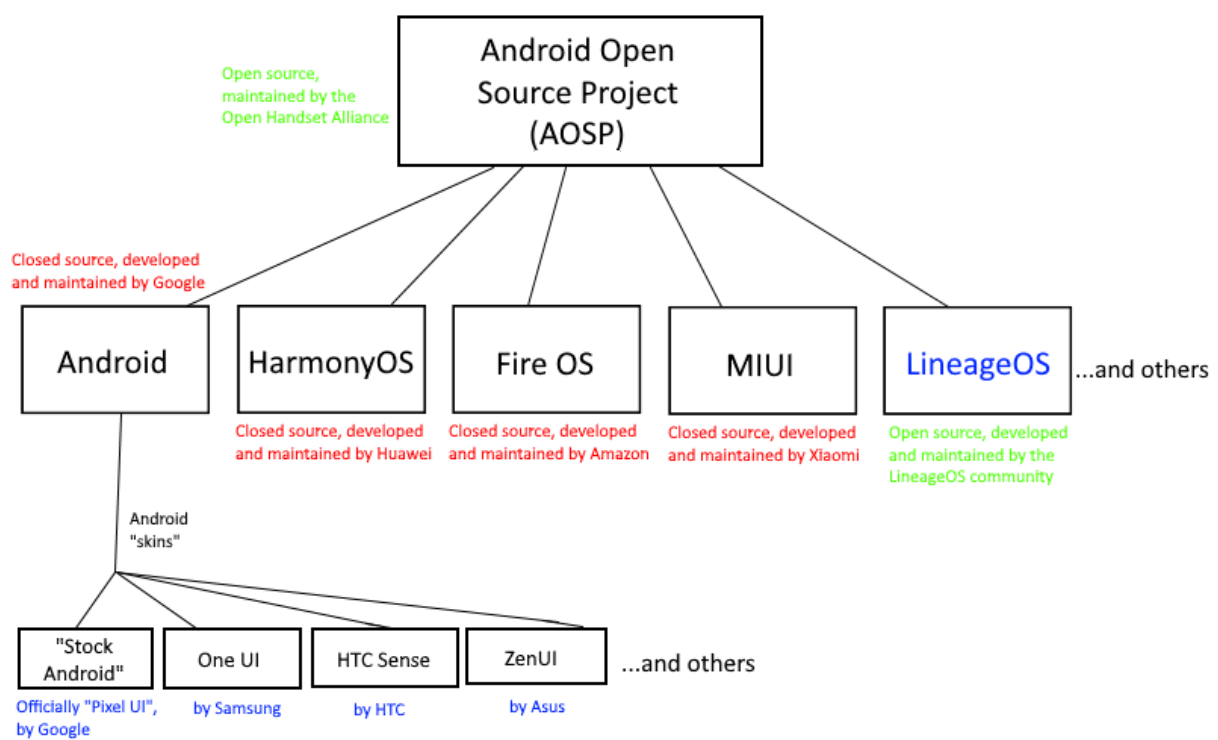 Android Open
Source Project
(AOSP)
Open source,
maintained by the
Open Handset Alliance
Closed source, developed
and maintained by Google
Android
HarmonyOS
Fire OS
MIUI
LineageOS
...and others
Closed source, developed
and maintained by Huawei
Closed source, developed
and maintained by Amazon
Closed source, developed
and maintained by Xiaomi
Open source, developed
and maintained by the
LineageOS community
Android
"skins"
"Stock
Android"
One UI
HTC Sense
ZenUI
...and others
Officially "Pixel UI",
by Google
by Samsung
by HTC
by Asus